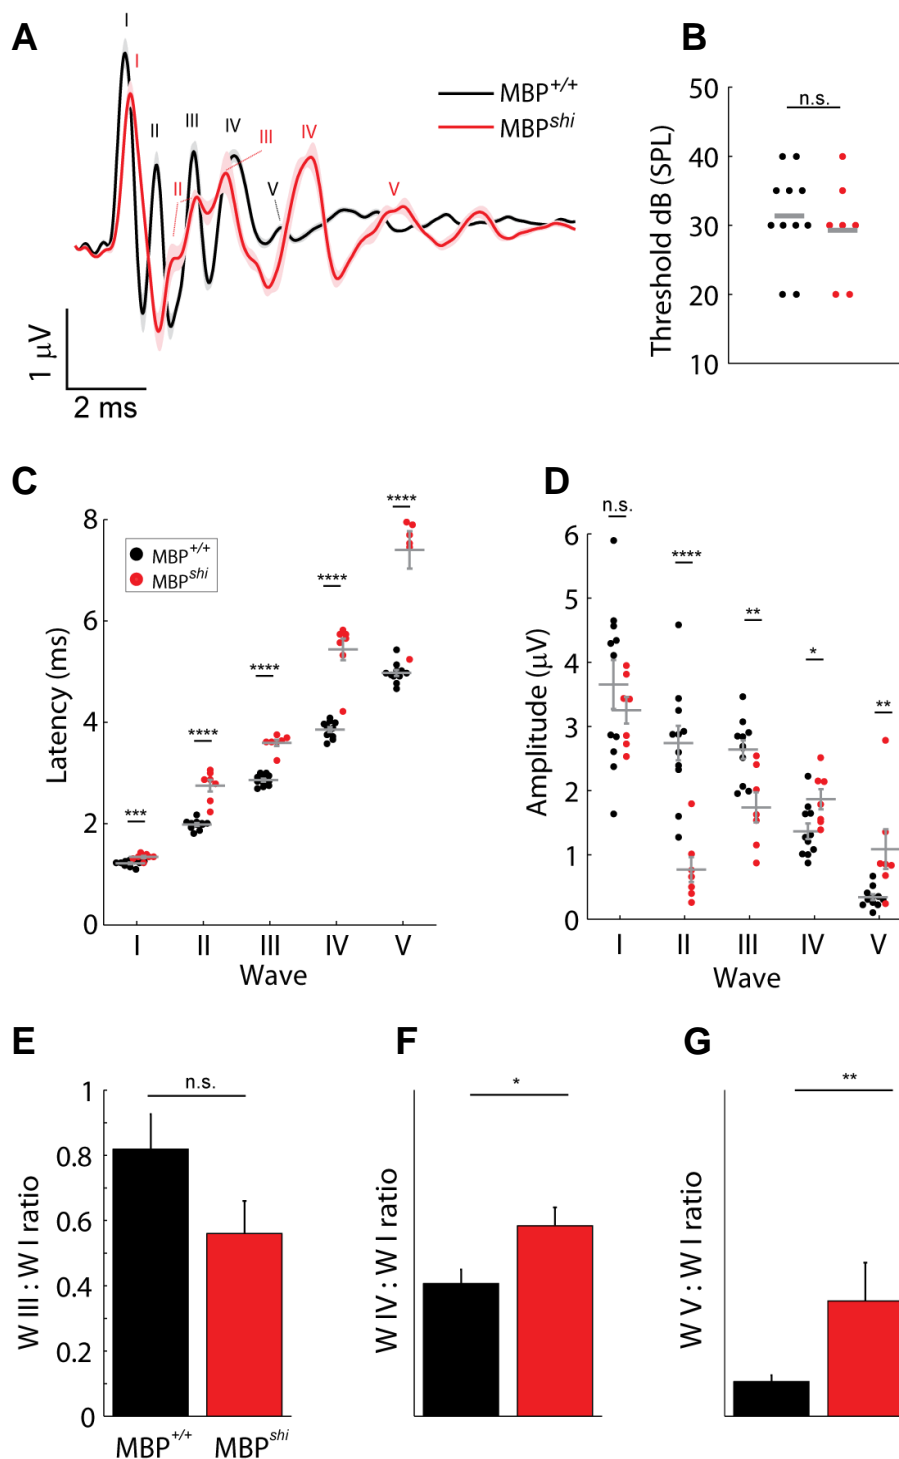 A
I
I
II
III
IV
III
IV
II
V
V
MBP+/+
MBPshi
1 μV
2 ms
B
50
40
30
20
10
Threshold dB (SPL)
n.s.
C
8
6
4
2
0
Latency (ms)
MBP+/+
MBPshi
***
****
****
****
****
I II III IV V
Wave
D
6
5
4
3
2
1
0
Amplitude (μV)
n.s.
****
**
*
**
I II III IV V
Wave
E
1
0.8
0.6
0.4
0.2
0
W III : W I ratio
n.s.
MBP+/+ MBPshi
F
W IV : W I ratio
*
G
W V : W I ratio
**